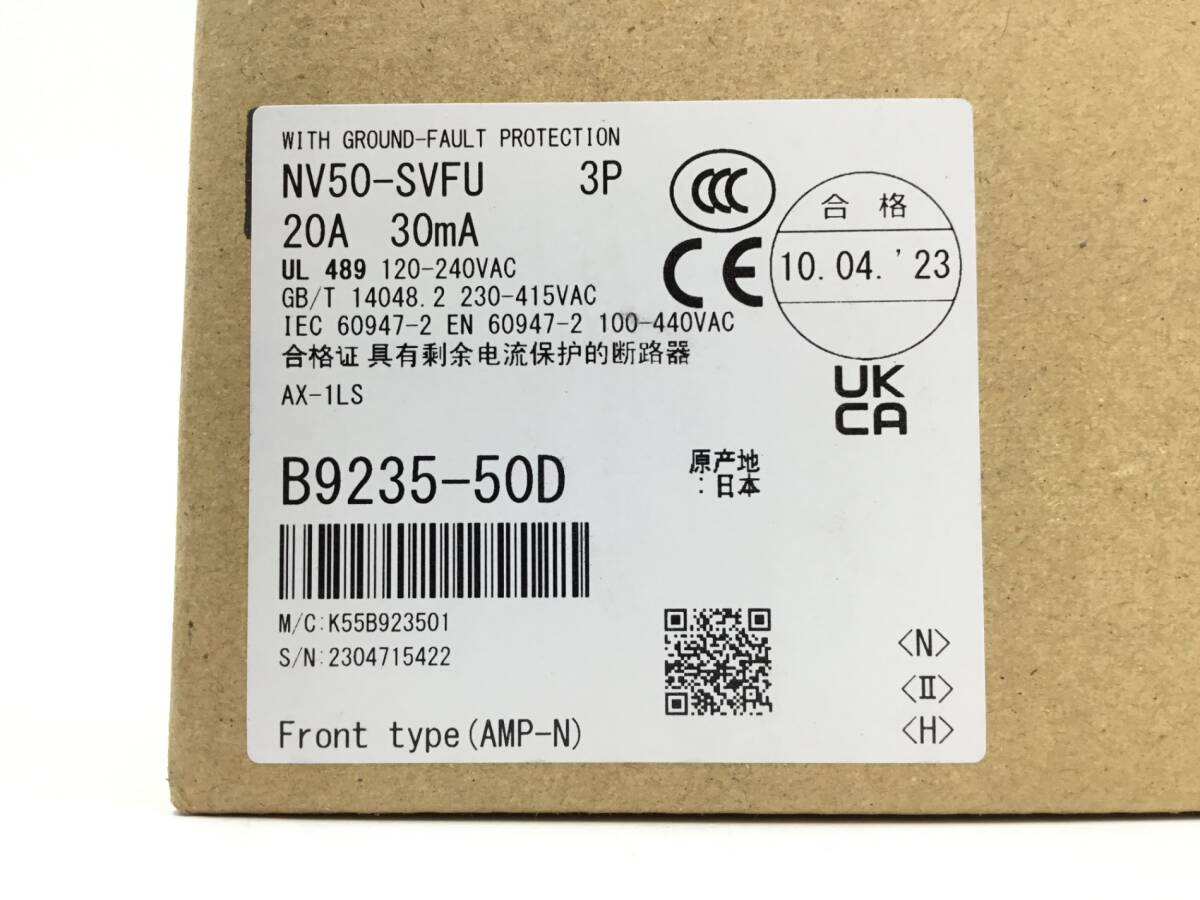 WITH GROUND-FAULT PROTECTION
NV50-SVFU 3P
20A 30mA
UL 489 120-240VAC
GB/T 14048.2 230-415VAC
IEC 60947-2 EN 60947-2 100-440VAC
合格证 具有剩余电流保护的断路器
AX-1LS
CCC
CE
合 格
10.04.'23
UK
CA
B9235-50D
原产地
:日本
M/C:K55B923501
S/N:2304715422
<N>
<Ⅱ>
<H>
Front type(AMP-N)